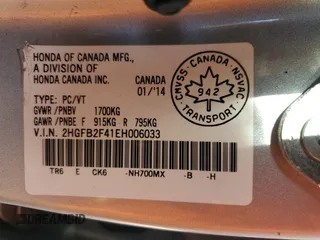 HONDA OF CANADA MFG.,
A DIVISION OF
HONDA CANADA INC. CANADA
01/'14
CMVSS - CANADA - NSVAC
942
TRANSPORT
TYPE: PC/VT
GVWR /PNBV 1700KG
GAWR /PNBE F 915KG R 795KG
V.I.N. 2HGFB2F41EH006033
TR6 E CK6 -NH700MX -B -H